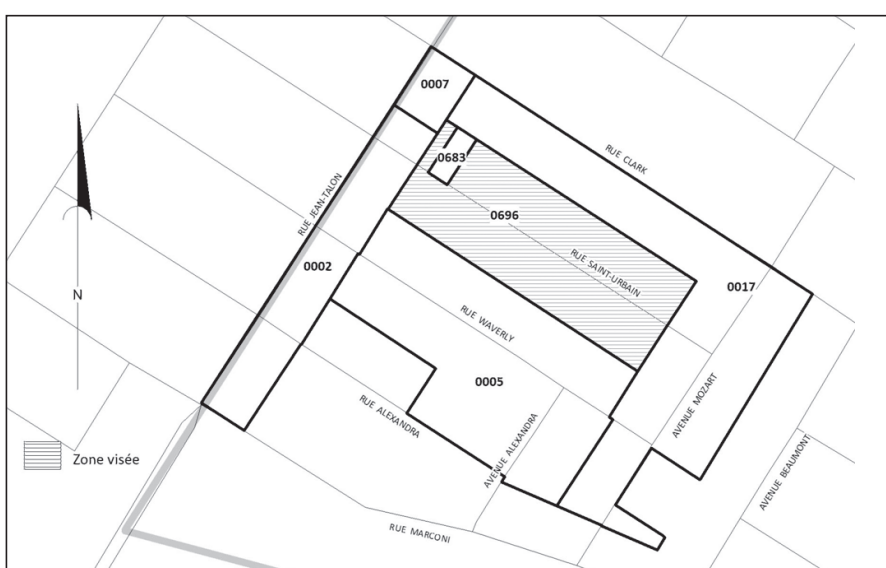 0007
RUE CLARK
0683
RUE JEAN-TALON
0696
0002
RUE SAINT-URBAIN
0017
N
RUE WAVERLY
0005
RUE ALEXANDRA
AVENUE MOZART
AVENUE ALEXANDRA
Zone visée
AVENUE BEAUMONT
RUE MARCONI